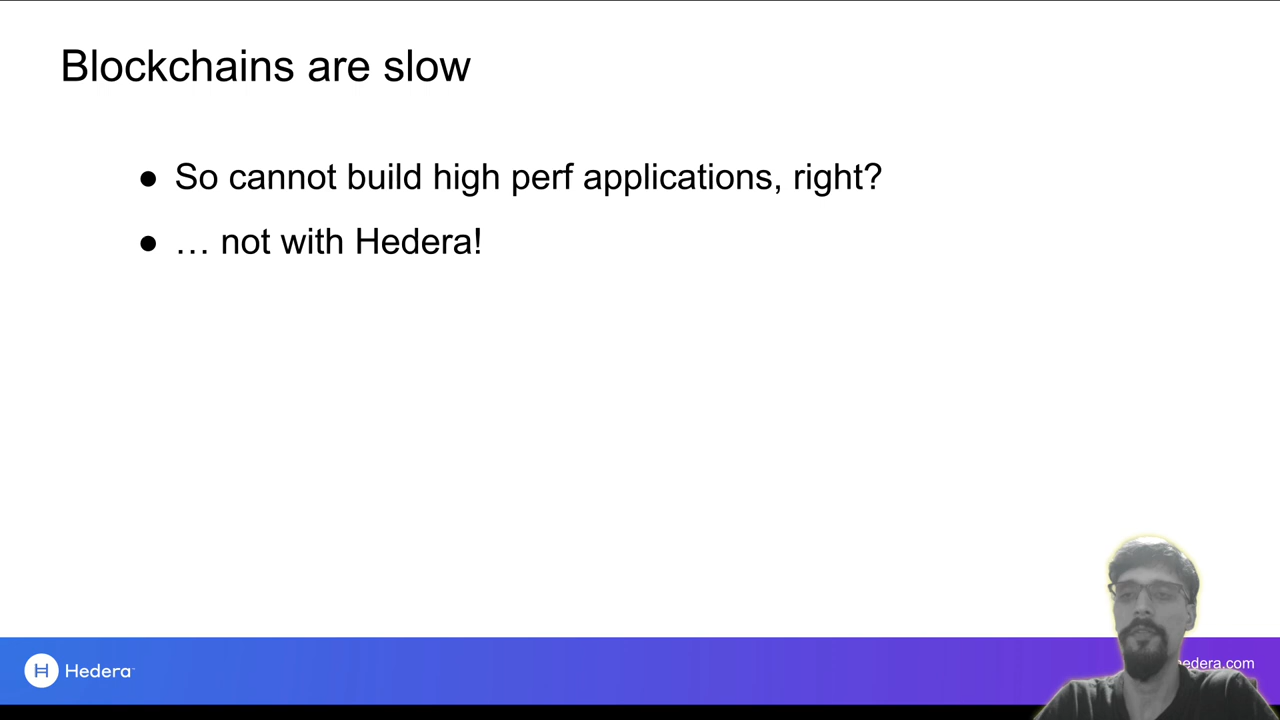 Blockchains are slow
● So cannot build high perf applications, right?
● … not with Hedera!
Hedera
edera.com